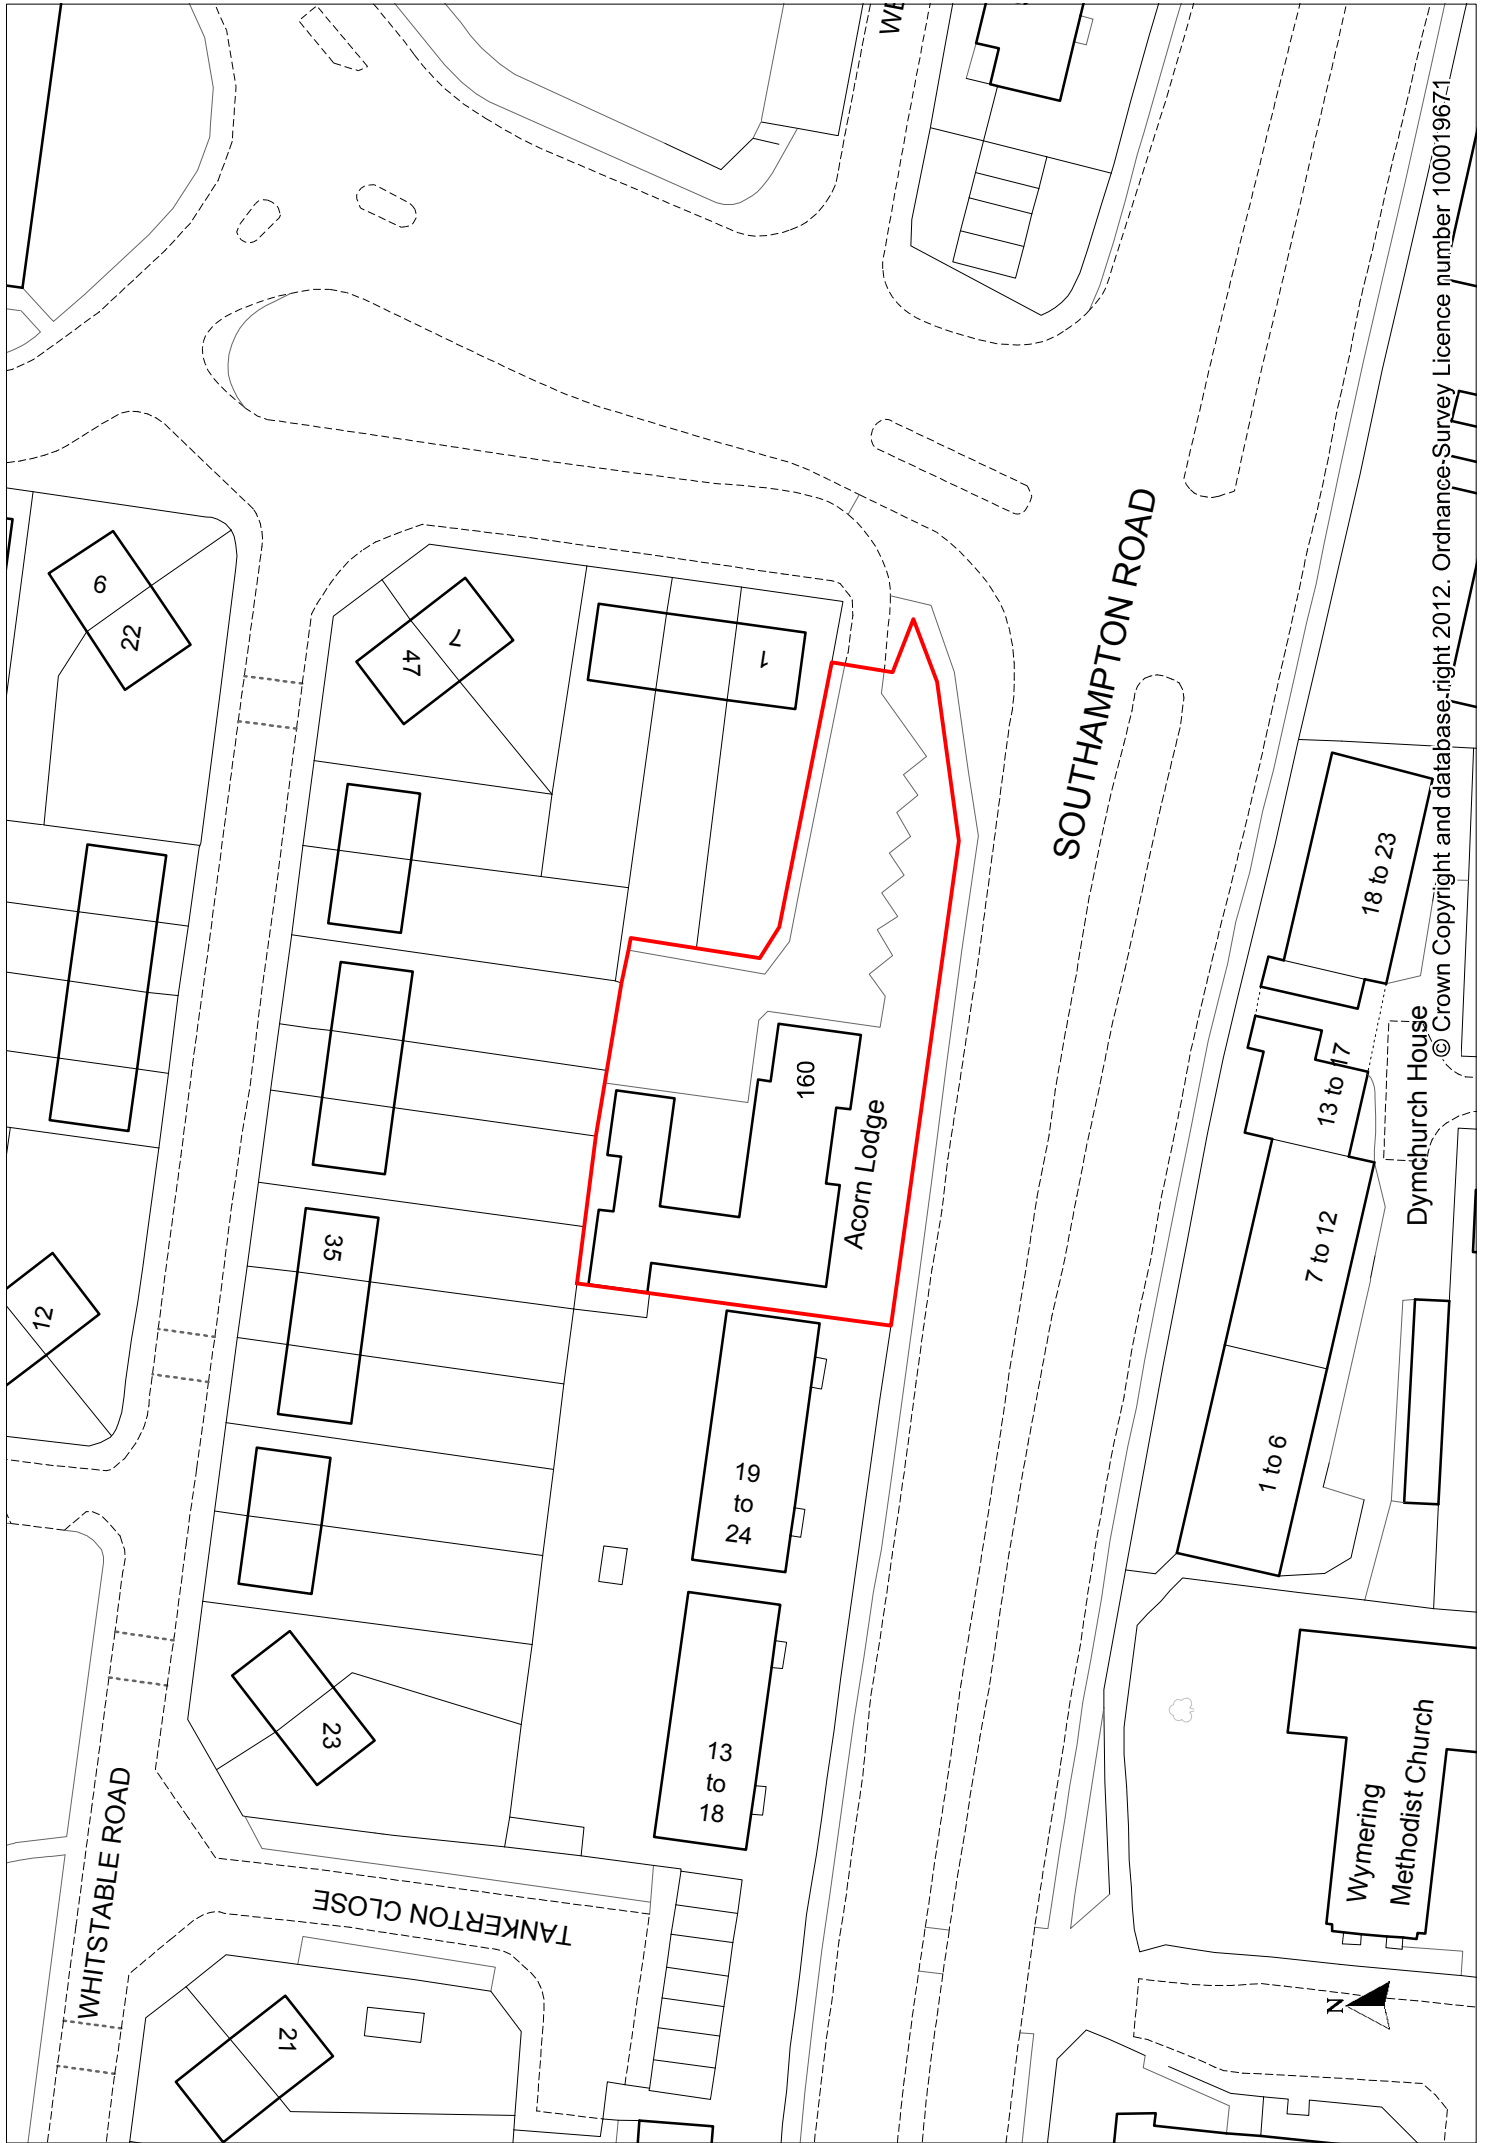 WHITSTABLE ROAD
TANKERTON CLOSE
SOUTHAMPTON ROAD
6
22
47
7
1
12
35
23
21
160
Acorn Lodge
19
to
24
13
to
18
18 to 23
13 to 17
7 to 12
1 to 6
Dymchurch House
Wymering
Methodist Church
N
© Crown Copyright and database right 2012. Ordnance Survey Licence number 100019671